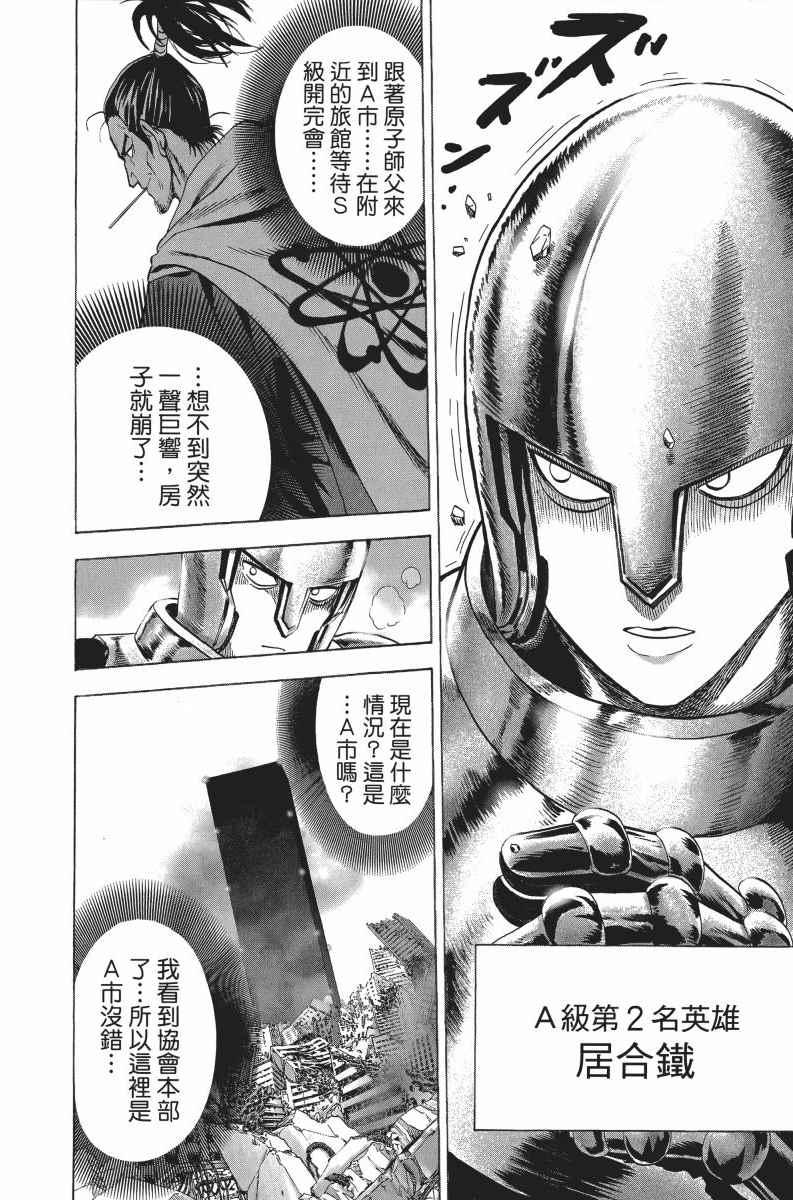 ズズズ
A級第2名英雄
居合鐵
跟著原子師父來
到A市……在附
近的旅館等待S
級開完會……
…想不到突然
一聲巨響，房
子就崩了…
現在是什麼
情況？這是
…A市嗎？
我看到協會本部
了…所以這裡是
A市沒錯…